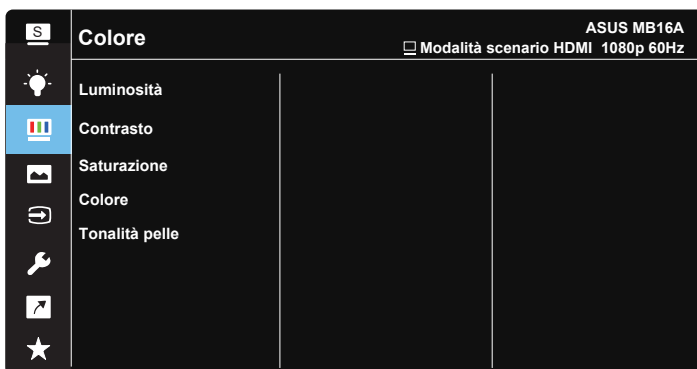 S
Colore
ASUS MB16A
Modalità scenario HDMI 1080p 60Hz
Luminosità
Contrasto
Saturazione
Colore
Tonalità pelle